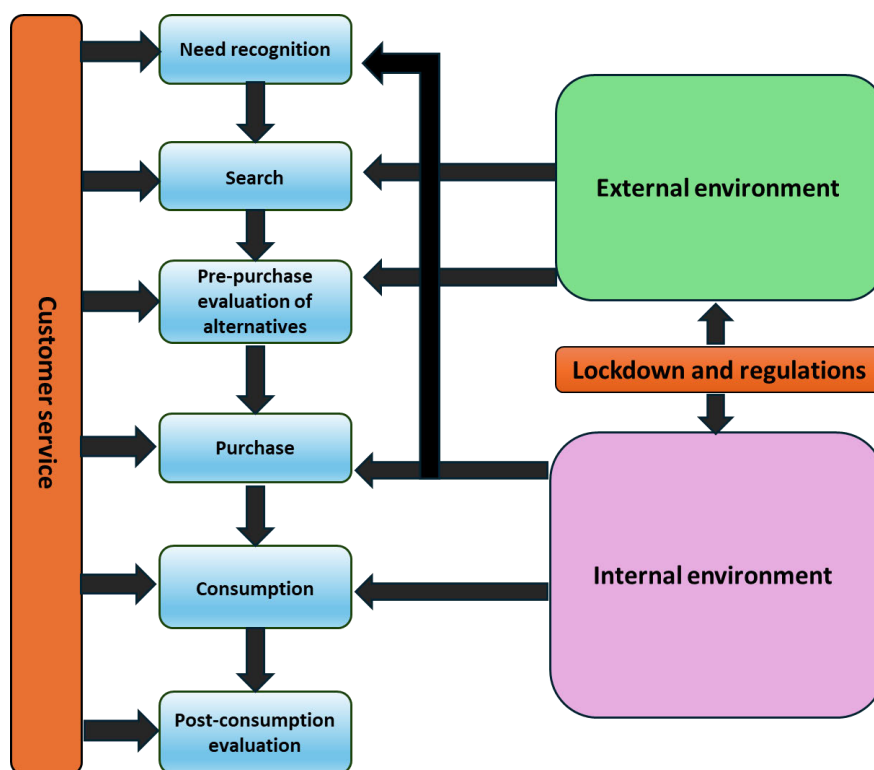 Customer service
Need recognition
Search
Pre-purchase
evaluation of
alternatives
Purchase
Consumption
Post-consumption
evaluation
External environment
Lockdown and regulations
Internal environment